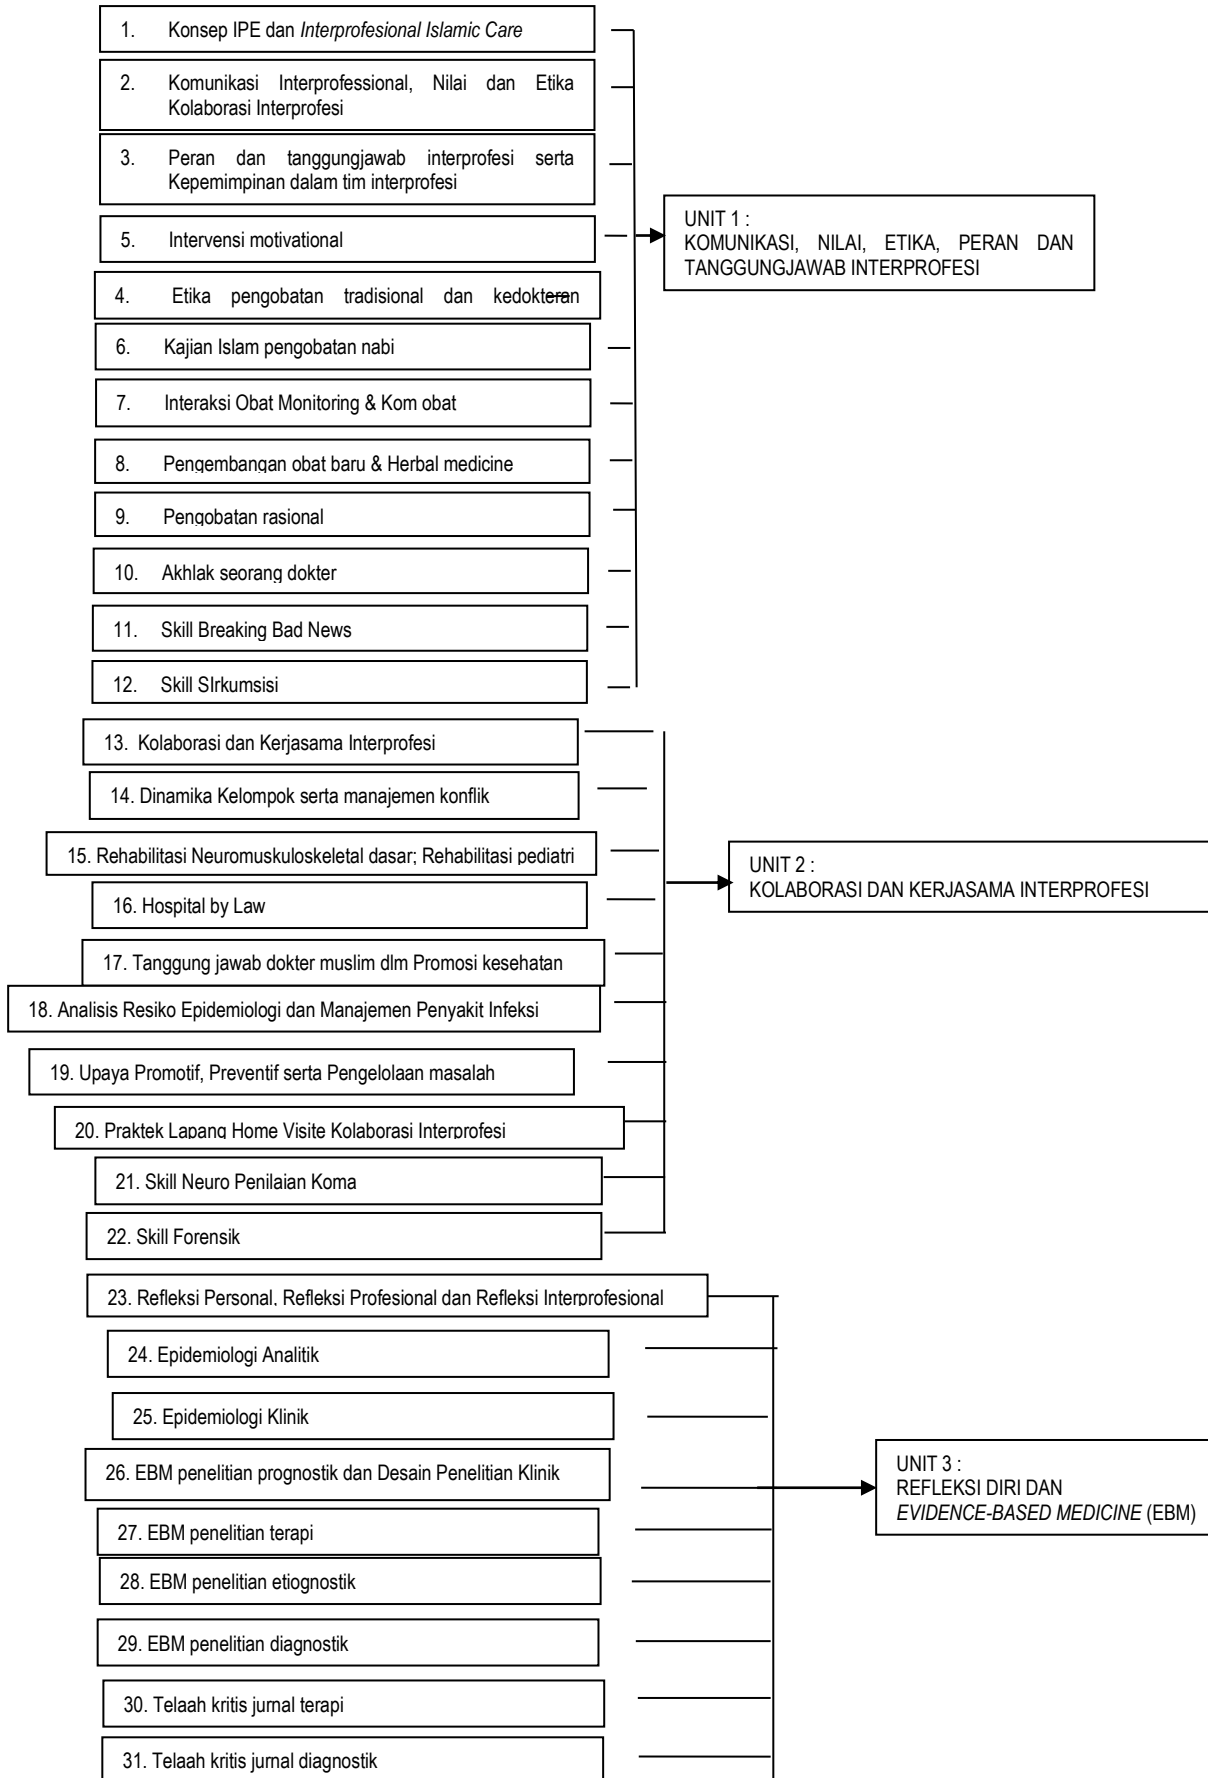 1. Konsep IPE dan Interprofesional Islamic Care
2. Komunikasi Interprofessional, Nilai dan Etika
Kolaborasi Interprofesi
3. Peran dan tanggungjawab interprofesi serta
Kepemimpinan dalam tim interprofesi
5. Intervensi motivational
4. Etika pengobatan tradisional dan kedokteran
6. Kajian Islam pengobatan nabi
7. Interaksi Obat Monitoring & Kom obat
8. Pengembangan obat baru & Herbal medicine
9. Pengobatan rasional
10. Akhlak seorang dokter
11. Skill Breaking Bad News
12. Skill SIrkumsisi
UNIT 1 :
KOMUNIKASI, NILAI, ETIKA, PERAN DAN
TANGGUNGJAWAB INTERPROFESI
13. Kolaborasi dan Kerjasama Interprofesi
14. Dinamika Kelompok serta manajemen konflik
15. Rehabilitasi Neuromuskuloskeletal dasar; Rehabilitasi pediatri
16. Hospital by Law
17. Tanggung jawab dokter muslim dlm Promosi kesehatan
18. Analisis Resiko Epidemiologi dan Manajemen Penyakit Infeksi
19. Upaya Promotif, Preventif serta Pengelolaan masalah
20. Praktek Lapang Home Visite Kolaborasi Interprofesi
21. Skill Neuro Penilaian Koma
22. Skill Forensik
UNIT 2 :
KOLABORASI DAN KERJASAMA INTERPROFESI
23. Refleksi Personal, Refleksi Profesional dan Refleksi Interprofesional
24. Epidemiologi Analitik
25. Epidemiologi Klinik
26. EBM penelitian prognostik dan Desain Penelitian Klinik
27. EBM penelitian terapi
28. EBM penelitian etiognostik
29. EBM penelitian diagnostik
30. Telaah kritis jurnal terapi
31. Telaah kritis jurnal diagnostik
UNIT 3 :
REFLEKSI DIRI DAN
EVIDENCE-BASED MEDICINE (EBM)